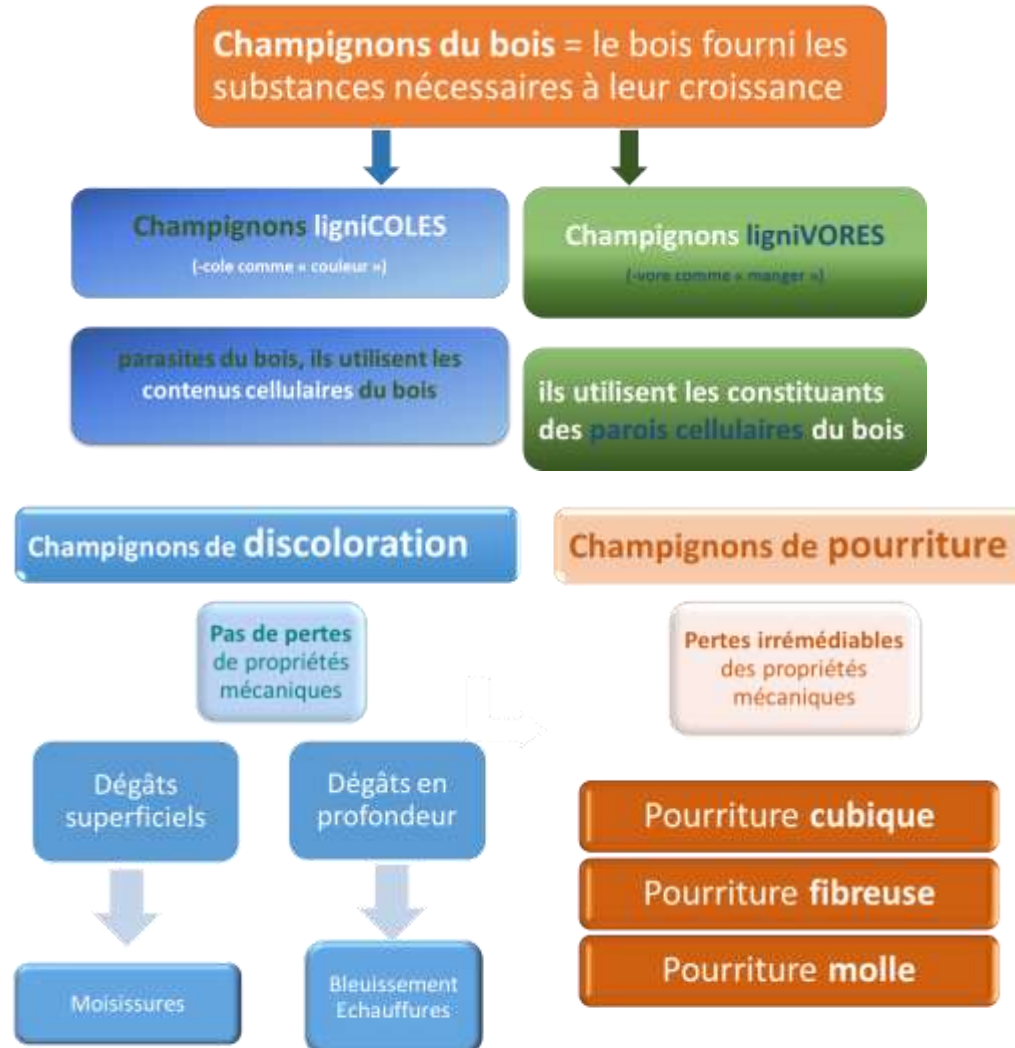 Champignons du bois = le bois fourni les
substances nécessaires à leur croissance
Champignons ligniCOLES
(-cole comme « couleur »)
parasites du bois, ils utilisent les
contenus cellulaires du bois
Champignons ligniVORES
(-vore comme « manger »)
ils utilisent les constituants
des parois cellulaires du bois
Champignons de discoloration
Pas de pertes
de propriétés
mécaniques
Dégâts
superficiels
Moisissures
Dégâts en
profondeur
Bleuissement
Echauffures
Champignons de pourriture
Pertes irrémédiables
des propriétés
mécaniques
Pourriture cubique
Pourriture fibreuse
Pourriture molle